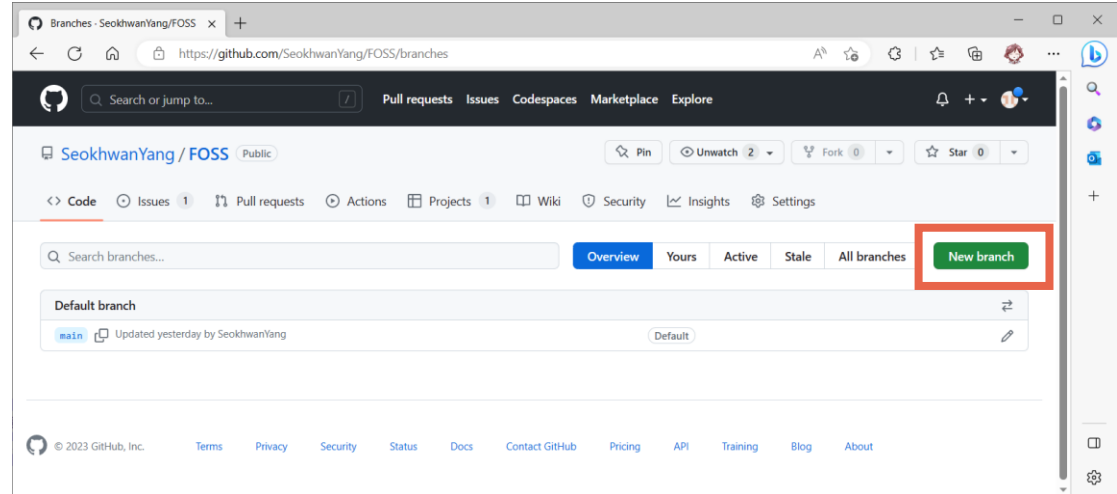 Branches · SeokhwanYang/FOSS
https://github.com/SeokhwanYang/FOSS/branches
Search or jump to... / Pull requests Issues Codespaces Marketplace Explore
SeokhwanYang / FOSS Public Pin Unwatch 2 Fork 0 Star 0
Code Issues 1 Pull requests Actions Projects 1 Wiki Security Insights Settings
Search branches... Overview Yours Active Stale All branches New branch
Default branch
main Updated yesterday by SeokhwanYang Default
© 2023 GitHub, Inc. Terms Privacy Security Status Docs Contact GitHub Pricing API Training Blog About